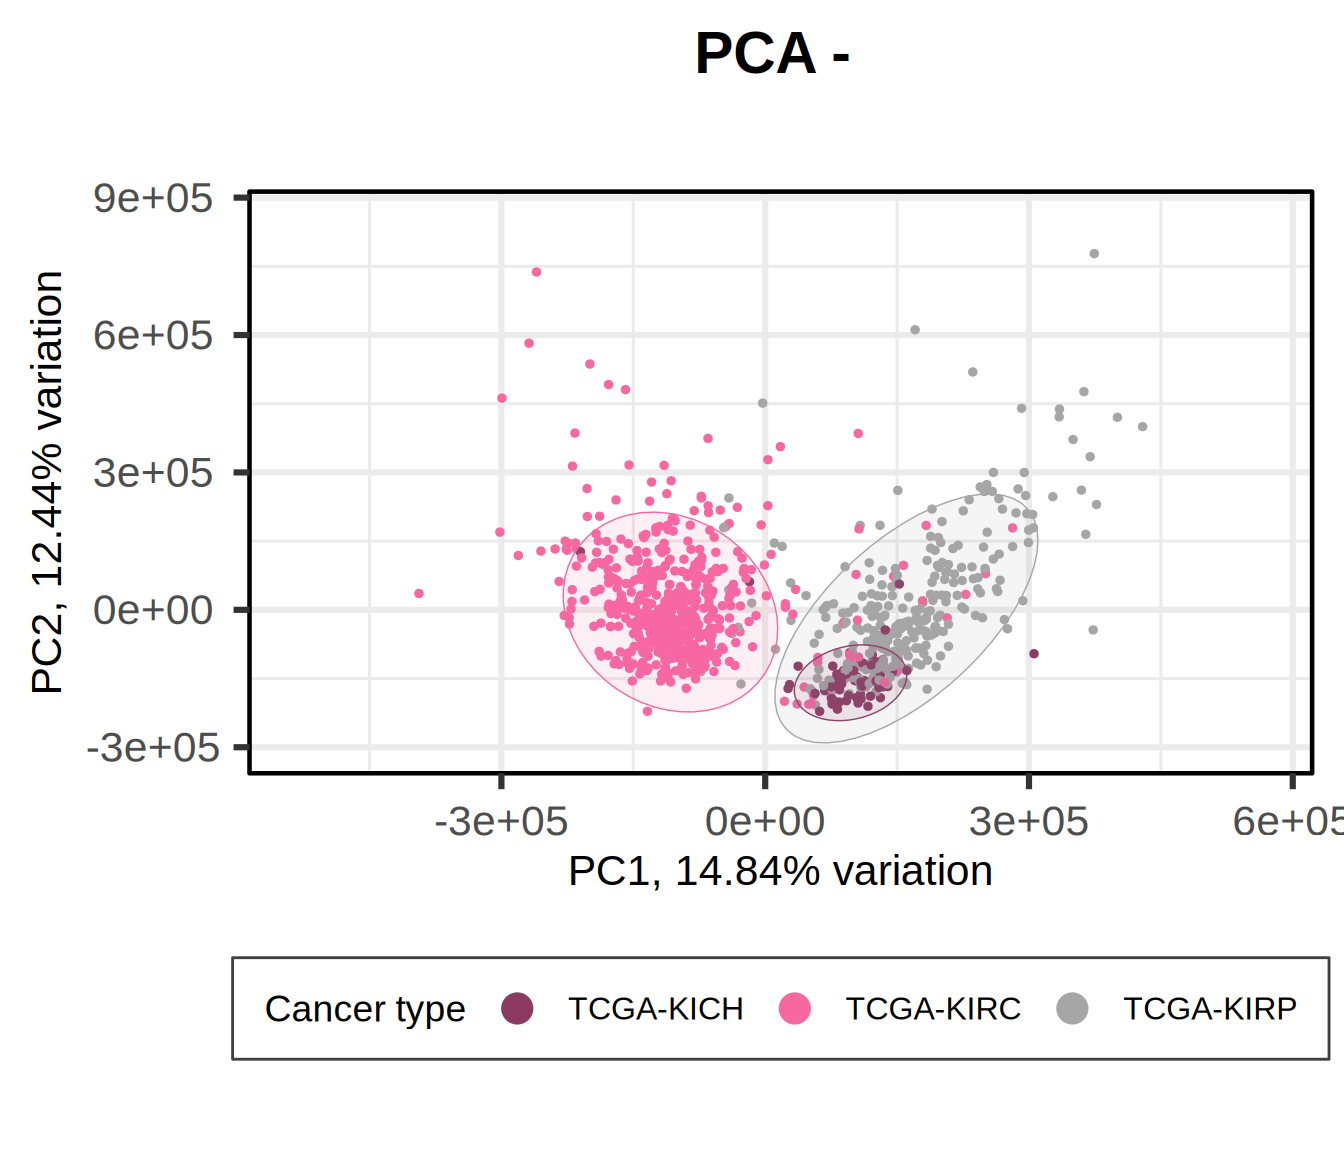 PCA -
9e+05
6e+05
3e+05
0e+00
-3e+05
PC2, 12.44% variation
-3e+05 0e+00 3e+05 6e+05
PC1, 14.84% variation
Cancer type TCGA-KICH TCGA-KIRC TCGA-KIRP